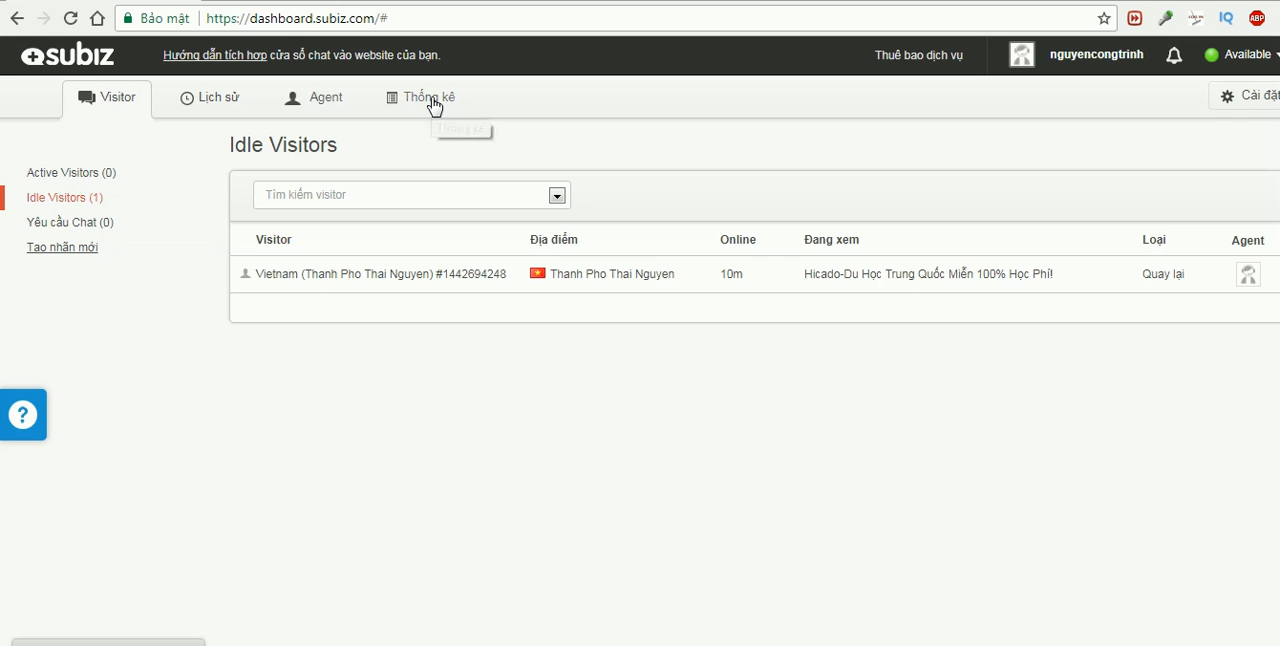 Bảo mật https://dashboard.subiz.com/#
IQ ABP
subiz Hướng dẫn tích hợp cửa sổ chat vào website của bạn. Thuê bao dịch vụ nguyencongtrinh Available
Visitor Lịch sử Agent Thống kê Cài đặt
Thống kê
Idle Visitors
Active Visitors (0)
Idle Visitors (1)
Yêu cầu Chat (0)
Tạo nhãn mới
Tìm kiếm visitor
Visitor Địa điểm Online Đang xem Loại Agent
Vietnam (Thanh Pho Thai Nguyen) #1442694248 Thanh Pho Thai Nguyen 10m Hicado-Du Học Trung Quốc Miễn 100% Học Phí! Quay lại
?